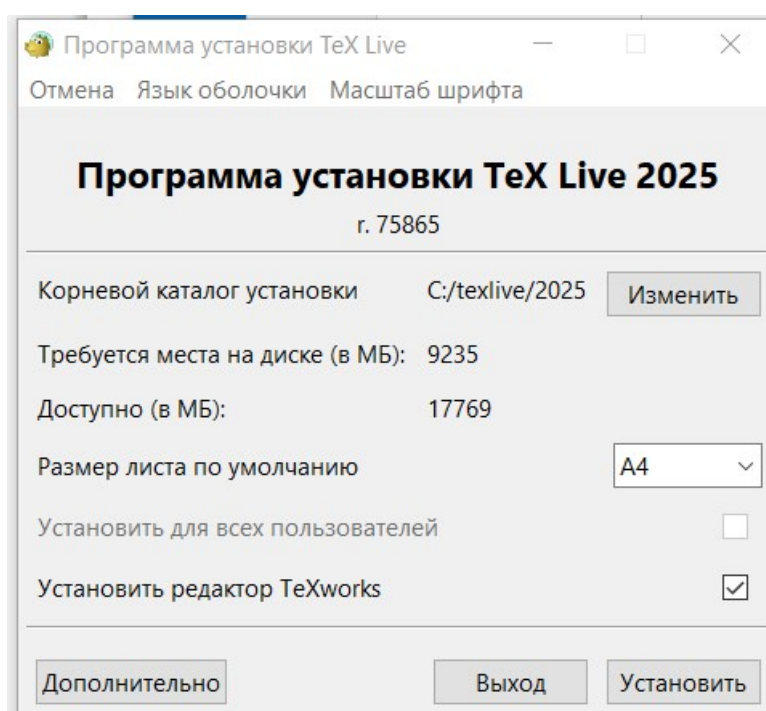 Программа установки TeX Live
Отмена Язык оболочки Масштаб шрифта
Программа установки TeX Live 2025
r. 75865
Корневой каталог установки C:/texlive/2025 Изменить
Требуется места на диске (в МБ): 9235
Доступно (в МБ): 17769
Размер листа по умолчанию A4
Установить для всех пользователей
Установить редактор TeXworks
Дополнительно Выход Установить